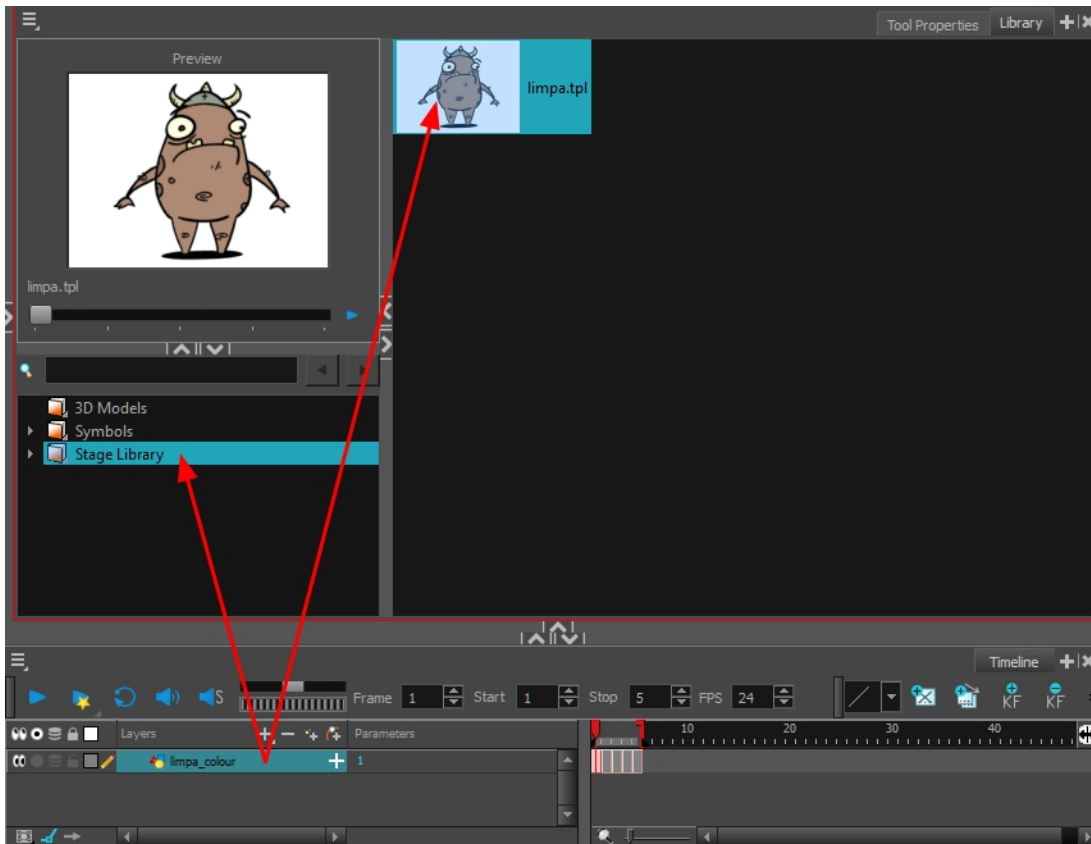 Tool Properties Library
Preview
limpa.tpl
limpa.tpl
3D Models
Symbols
Stage Library
Timeline
S Frame 1 Start 1 Stop 5 FPS 24 KF KF
Layers Parameters 10 20 30 40
limpa_colour 1